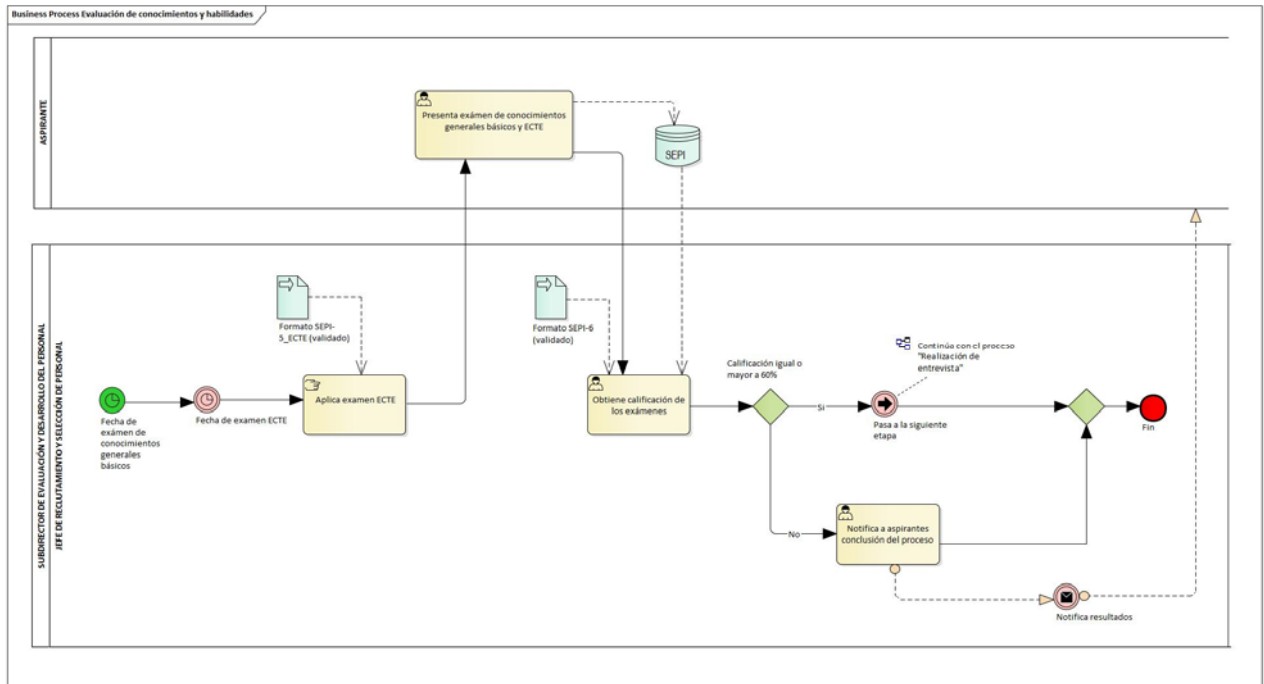 Business Process Evaluación de conocimientos y habilidades
ASPIRANTE
Presenta exámen de conocimientos
generales básicos y ECTE
SEPI
SUBDIRECTOR DE EVALUACIÓN Y DESARROLLO DEL PERSONAL
JEFE DE RECLUTAMIENTO Y SELECCIÓN DE PERSONAL
Formato SEPI-
5_ECTE (validado)
Formato SEPI-6
(validado)
Fecha de
exámen de
conocimientos
generales
básicos
Fecha de examen ECTE
Aplica examen ECTE
Obtiene calificación de
los exámenes
Calificación igual o
mayor a 60%
Si
Continúa con el proceso
"Realización de
entrevista"
Pasa a la siguiente
etapa
Fin
No
Notifica a aspirantes
conclusión del proceso
Notifica resultados